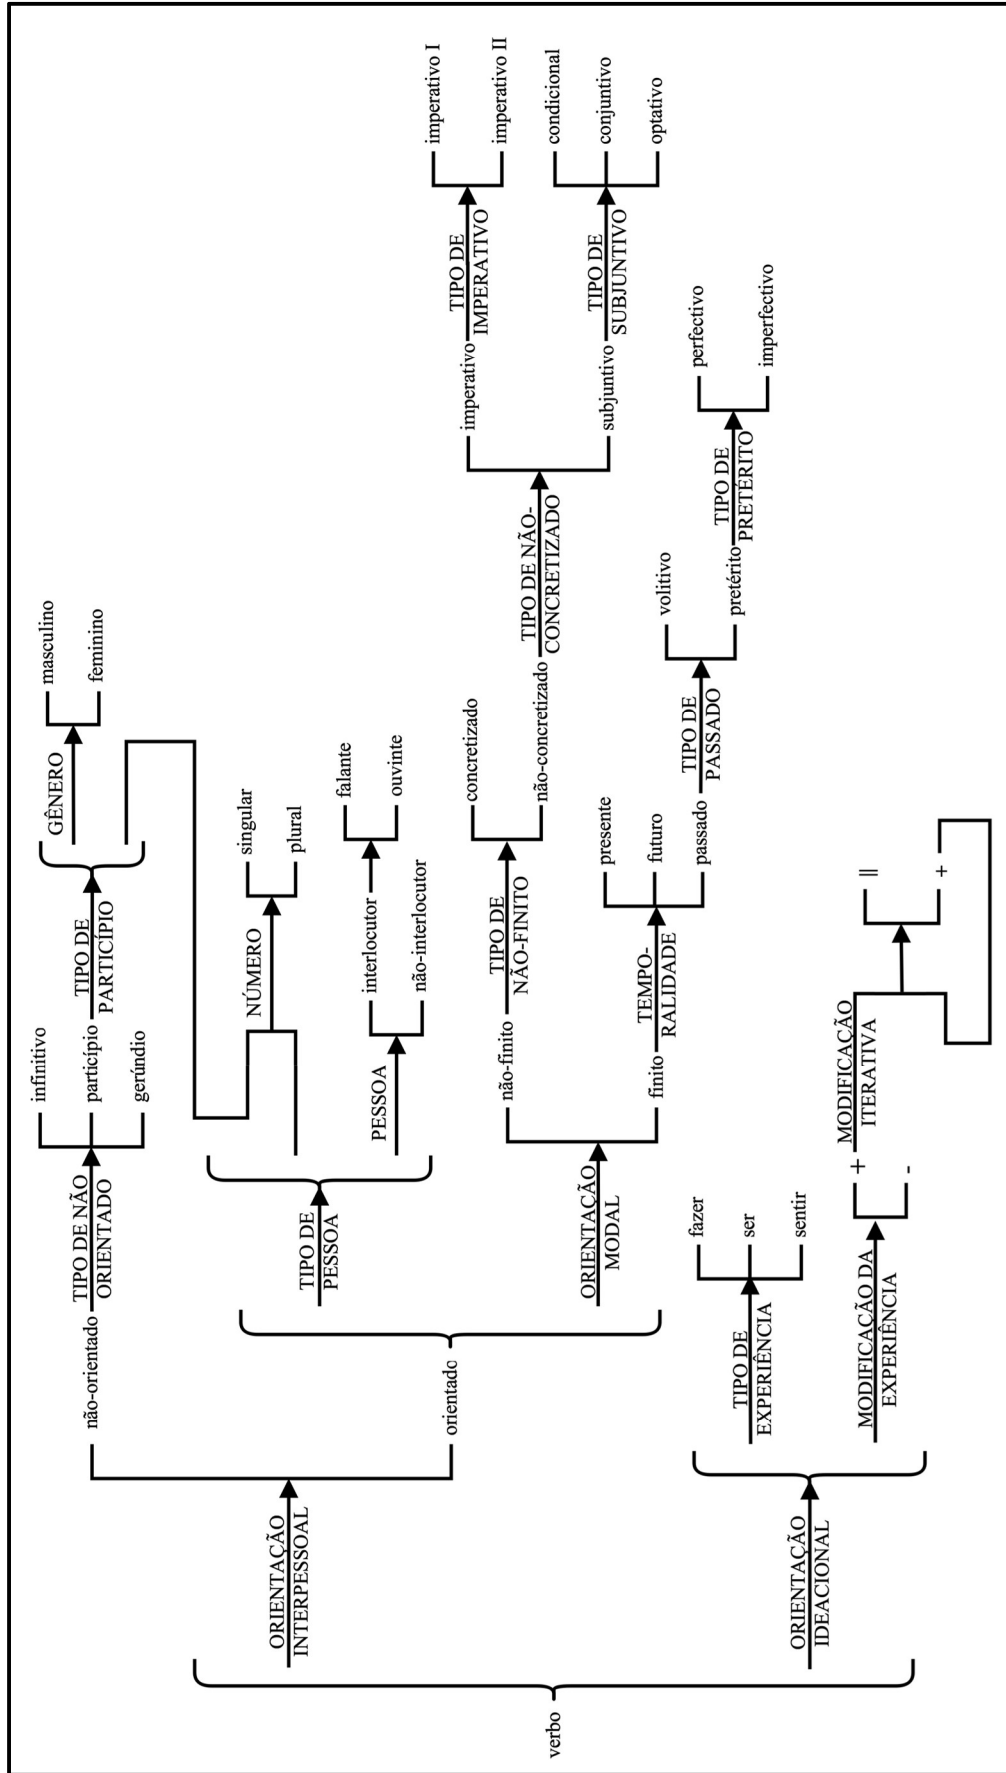 verbo
ORIENTAÇÃO
INTERPESSOAL
não-orientado
TIPO DE NÃO
ORIENTADO
infinitivo
particípio
gerúndio
TIPO DE
PARTICÍPIO
GÊNERO
masculino
feminino
orientado
TIPO DE
PESSOA
NÚMERO
singular
plural
PESSOA
interlocutor
não-interlocutor
falante
ouvinte
ORIENTAÇÃO
MODAL
não-finito
TIPO DE
NÃO-FINITO
concretizado
não-concretizado
TIPO DE NÃO-
CONCRETIZADO
imperativo
TIPO DE
IMPERATIVO
imperativo I
imperativo II
subjuntivo
TIPO DE
SUBJUNTIVO
condicional
conjuntivo
optativo
finito
TEMPO-
RALIDADE
presente
futuro
passado
TIPO DE
PASSADO
volitivo
pretérito
TIPO DE
PRETÉRITO
perfectivo
imperfectivo
ORIENTAÇÃO
IDEACIONAL
TIPO DE
EXPERIÊNCIA
fazer
ser
sentir
MODIFICAÇÃO DA
EXPERIÊNCIA
+
-
MODIFICAÇÃO
ITERATIVA
||
+